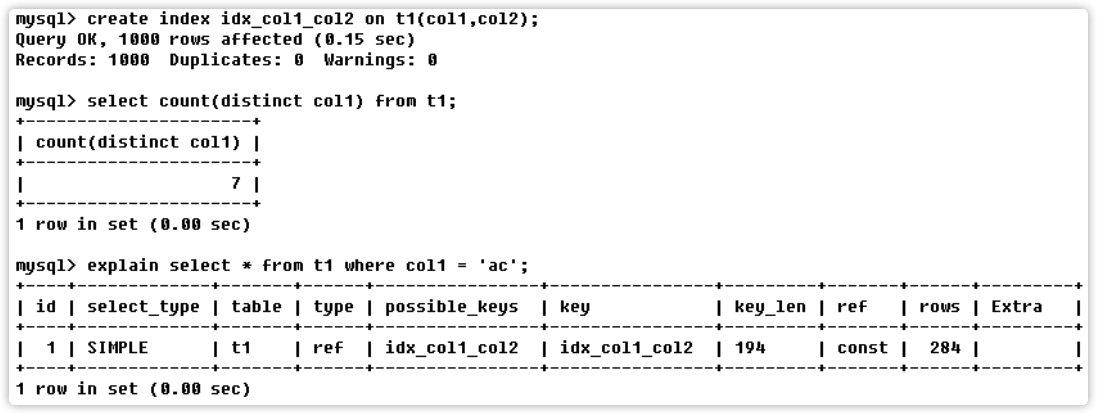 mysql> create index idx_col1_col2 on t1(col1,col2);
Query OK, 1000 rows affected (0.15 sec)
Records: 1000  Duplicates: 0  Warnings: 0
mysql> select count(distinct col1) from t1;
+----------------------+
| count(distinct col1) |
+----------------------+
|                    7 |
+----------------------+
1 row in set (0.00 sec)
mysql> explain select * from t1 where col1 = 'ac';
+----+-------------+-------+------+---------------+---------------+---------+-------+------+-------+
| id | select_type | table | type | possible_keys | key           | key_len | ref   | rows | Extra |
+----+-------------+-------+------+---------------+---------------+---------+-------+------+-------+
|  1 | SIMPLE      | t1    | ref  | idx_col1_col2 | idx_col1_col2 | 194     | const |  284 |       |
+----+-------------+-------+------+---------------+---------------+---------+-------+------+-------+
1 row in set (0.00 sec)